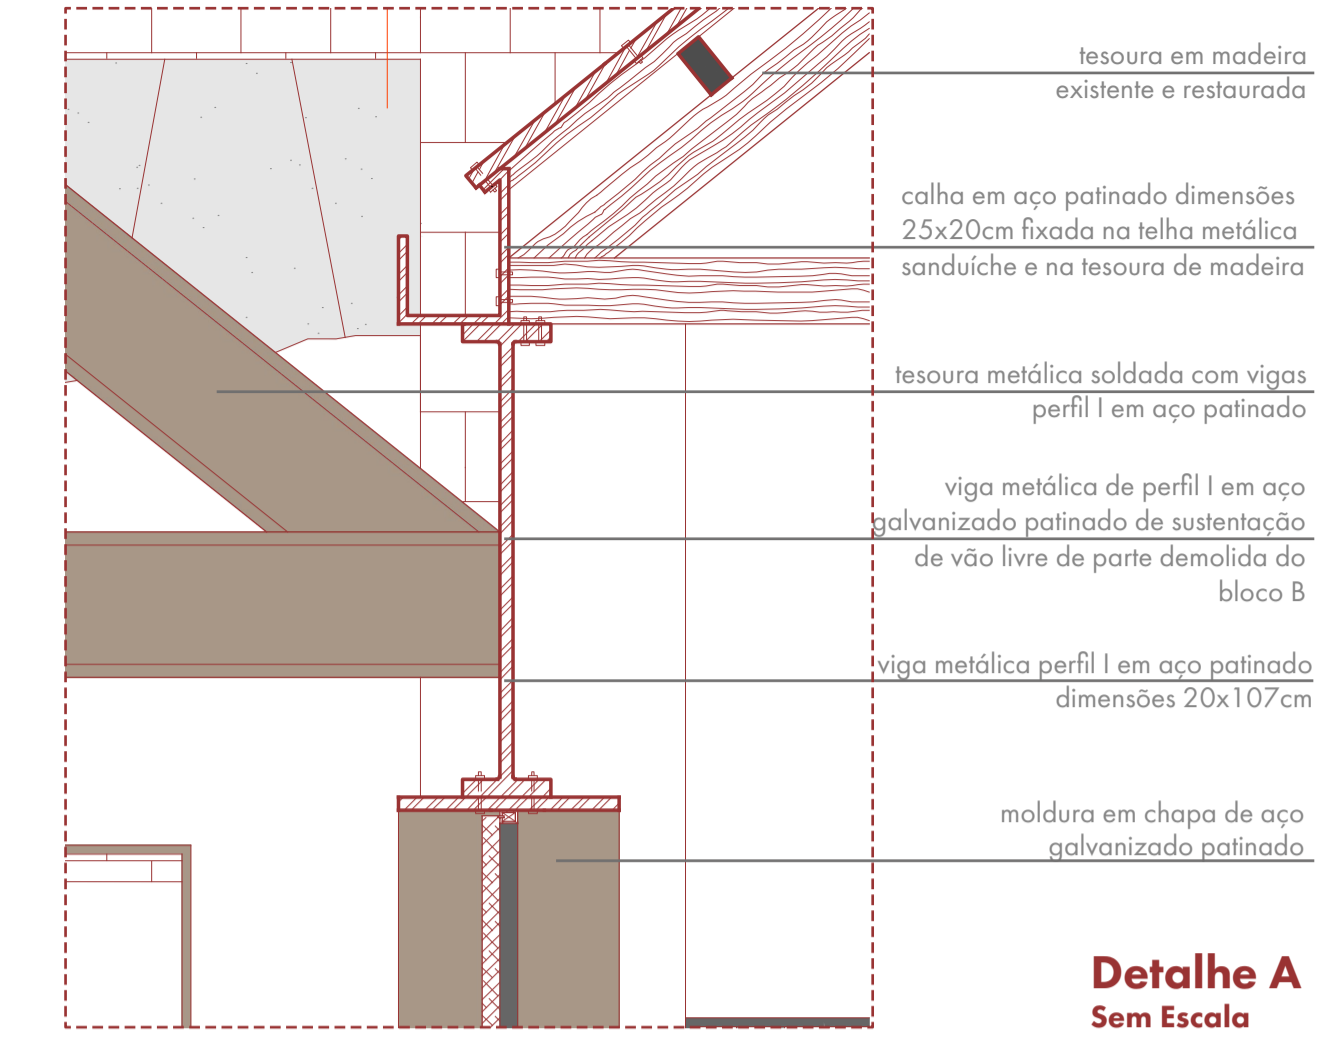 tesoura em madeira
existente e restaurada
calha em aço patinado dimensões
25x20cm fixada na telha metálica
sanduíche e na tesoura de madeira
tesoura metálica soldada com vigas
perfil I em aço patinado
viga metálica de perfil I em aço
galvanizado patinado de sustentação
de vão livre de parte demolida do
bloco B
viga metálica perfil I em aço patinado
dimensões 20x107cm
moldura em chapa de aço
galvanizado patinado
Detalhe A
Sem Escala